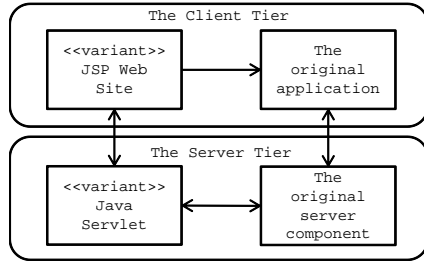 The Client Tier
<<variant>>
JSP Web
Site
The
original
application
The Server Tier
<<variant>>
Java
Servlet
The
original
server
component